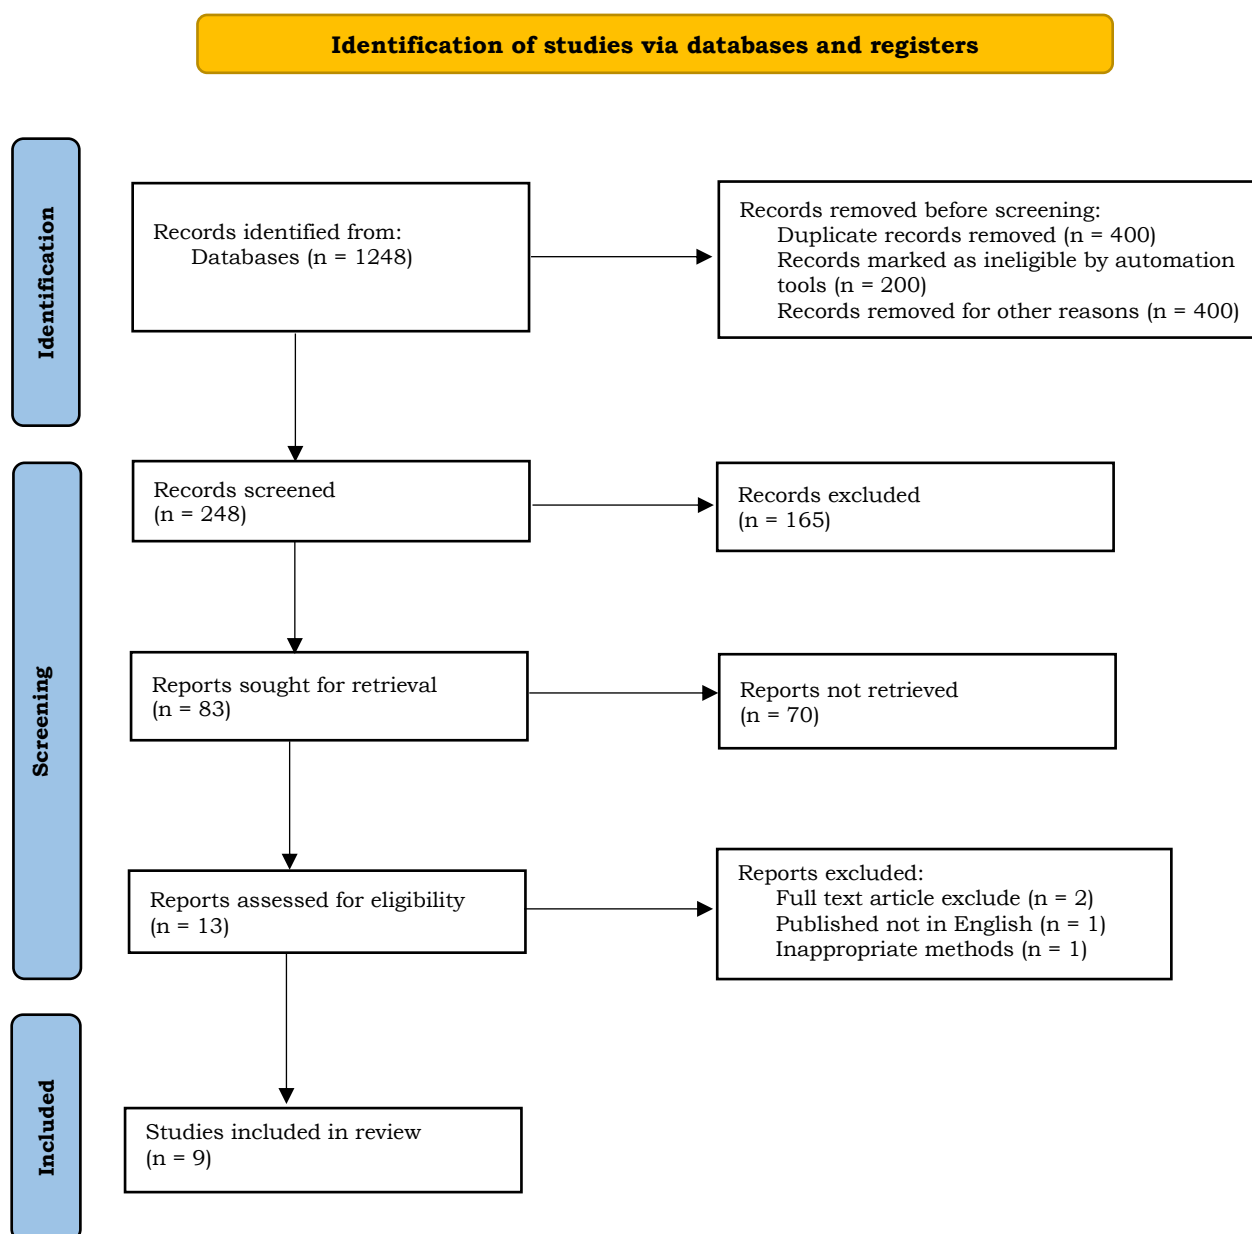 Identification of studies via databases and registers
Identification
Records identified from:
Databases (n = 1248)
Records removed before screening:
Duplicate records removed (n = 400)
Records marked as ineligible by automation
tools (n = 200)
Records removed for other reasons (n = 400)
Screening
Records screened
(n = 248)
Records excluded
(n = 165)
Reports sought for retrieval
(n = 83)
Reports not retrieved
(n = 70)
Reports assessed for eligibility
(n = 13)
Reports excluded:
Full text article exclude (n = 2)
Published not in English (n = 1)
Inappropriate methods (n = 1)
Included
Studies included in review
(n = 9)